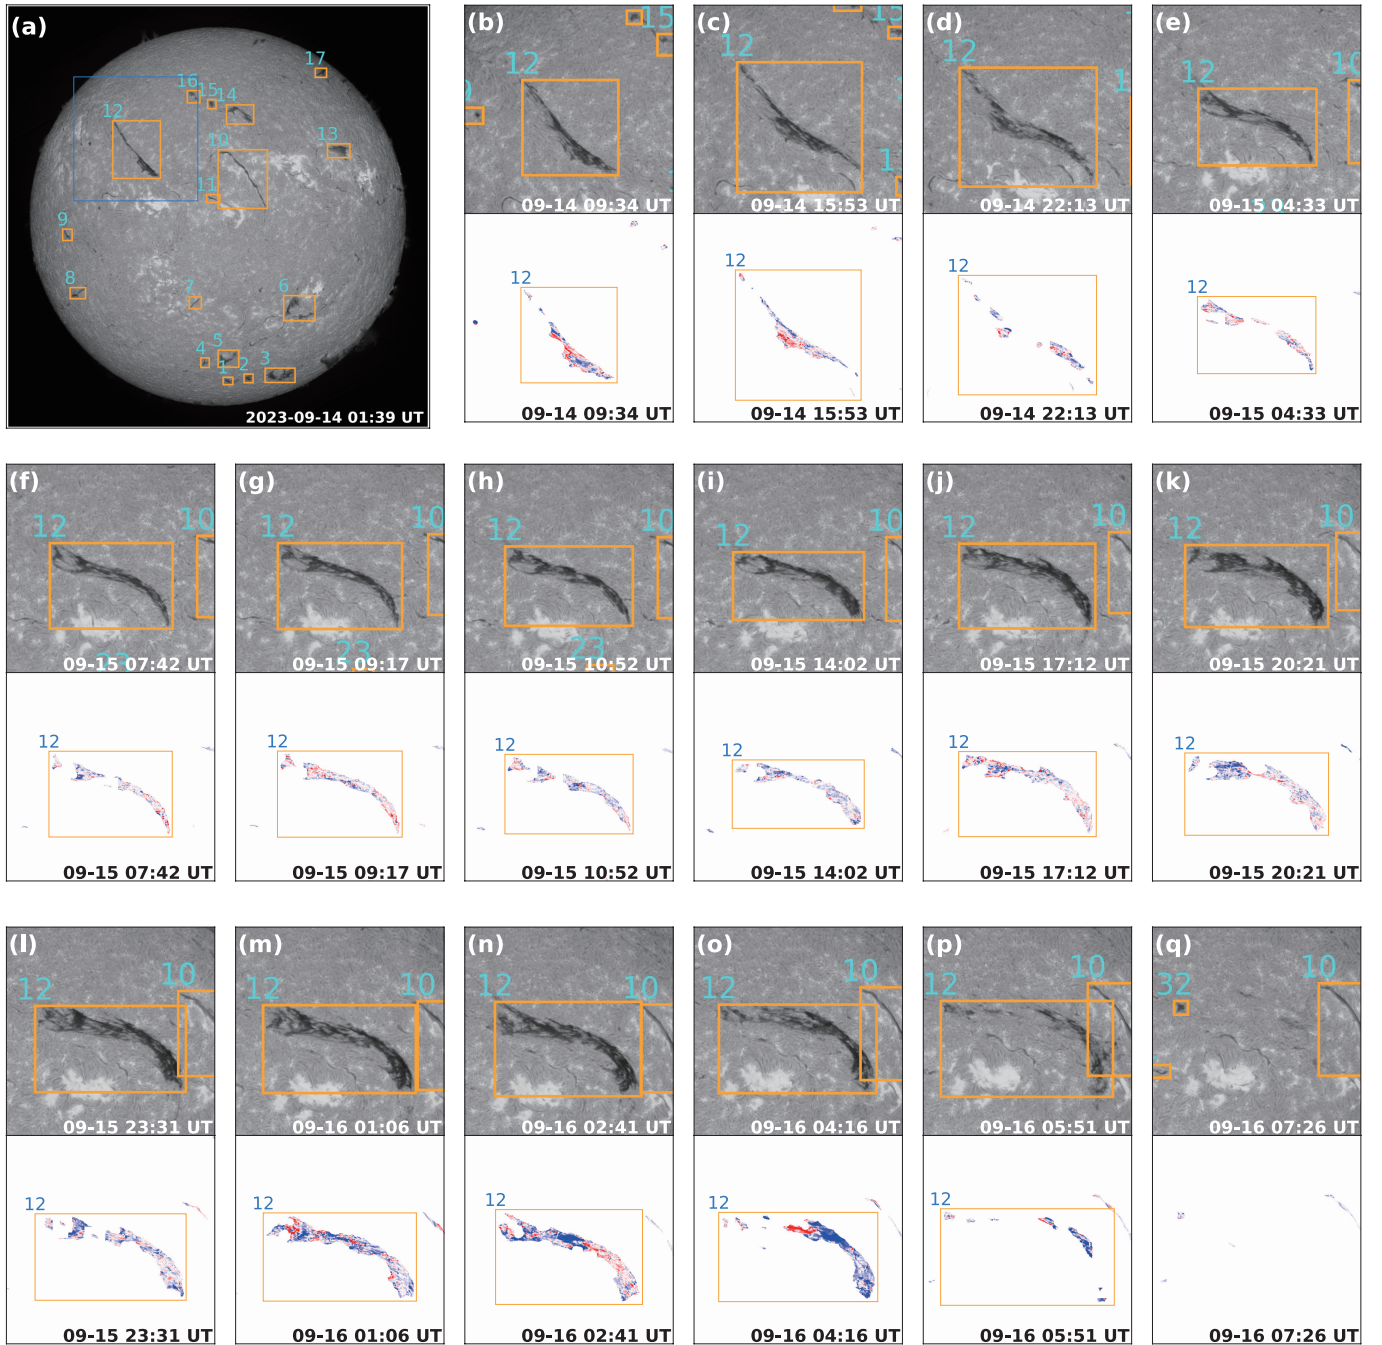 (a)
17
16
15
14
12
10
13
11
9
8
7
6
5
4
3
2
1
2023-09-14 01:39 UT
(b)
15
12
9
09-14 09:34 UT
12
09-14 09:34 UT
(c)
12
09-14 15:53 UT
12
09-14 15:53 UT
(d)
12
09-14 22:13 UT
12
09-14 22:13 UT
(e)
12
10
09-15 04:33 UT
12
09-15 04:33 UT
(f)
12
10
09-15 07:42 UT
12
09-15 07:42 UT
(g)
12
10
23
09-15 09:17 UT
12
09-15 09:17 UT
(h)
12
10
23
09-15 10:52 UT
12
09-15 10:52 UT
(i)
12
10
09-15 14:02 UT
12
09-15 14:02 UT
(j)
12
10
09-15 17:12 UT
12
09-15 17:12 UT
(k)
12
10
09-15 20:21 UT
12
09-15 20:21 UT
(l)
12
10
09-15 23:31 UT
12
09-15 23:31 UT
(m)
12
10
09-16 01:06 UT
12
09-16 01:06 UT
(n)
12
10
09-16 02:41 UT
12
09-16 02:41 UT
(o)
12
10
09-16 04:16 UT
12
09-16 04:16 UT
(p)
12
10
09-16 05:51 UT
12
09-16 05:51 UT
(q)
32
10
09-16 07:26 UT
09-16 07:26 UT